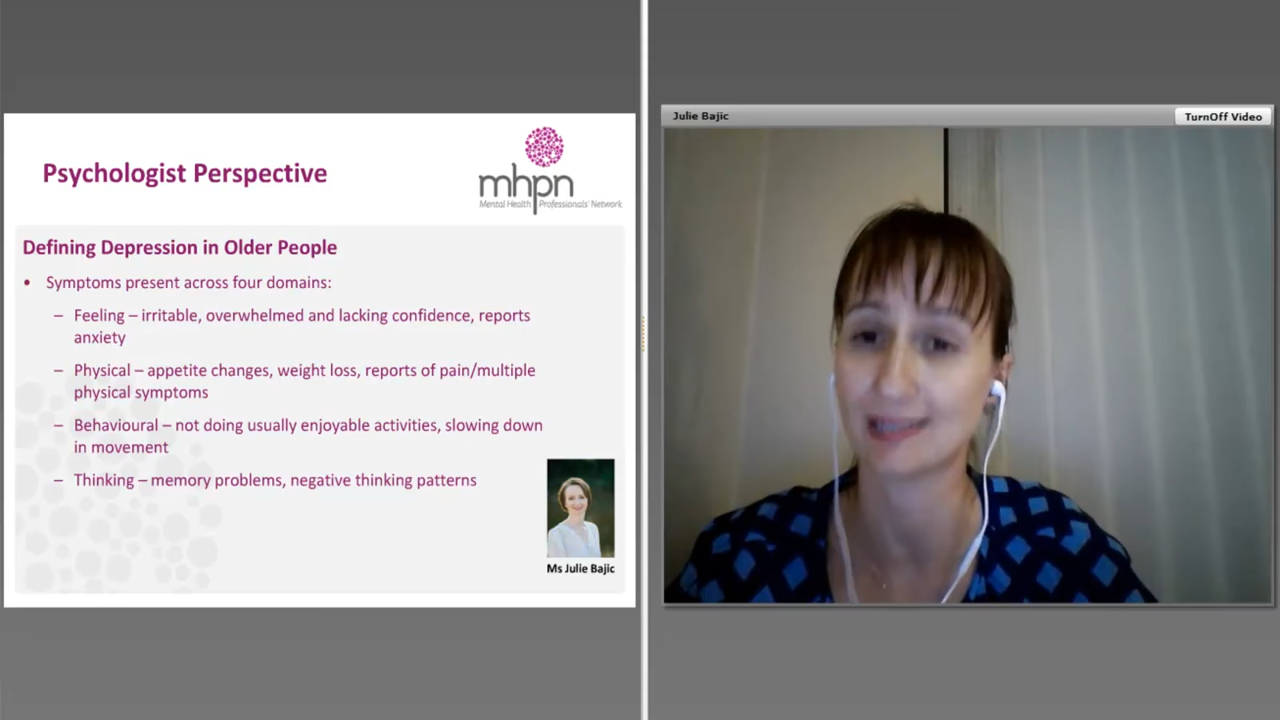 Psychologist Perspective
mhpn
Mental Health Professionals' Network
Defining Depression in Older People
• Symptoms present across four domains:
– Feeling – irritable, overwhelmed and lacking confidence, reports
anxiety
– Physical – appetite changes, weight loss, reports of pain/multiple
physical symptoms
– Behavioural – not doing usually enjoyable activities, slowing down
in movement
– Thinking – memory problems, negative thinking patterns
Ms Julie Bajic
Julie Bajic
TurnOff Video